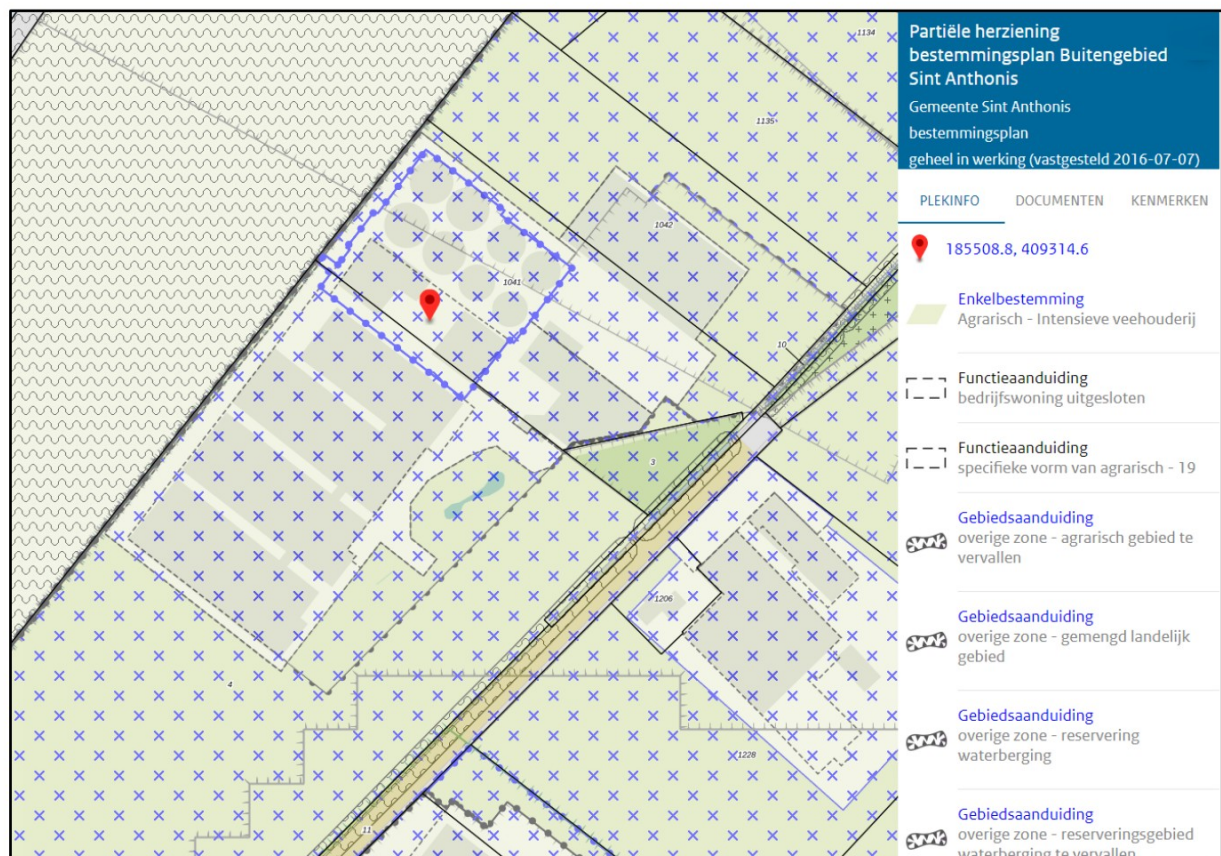 1134
1135
1042
1041
10
3
1206
4
1228
11
Partiële herziening
bestemmingsplan Buitengebied
Sint Anthonis
Gemeente Sint Anthonis
bestemmingsplan
geheel in werking (vastgesteld 2016-07-07)
PLEKINFO DOCUMENTEN KENMERKEN
185508.8, 409314.6
Enkelbestemming
Agrarisch - Intensieve veehouderij
Functieaanduiding
bedrijfswoning uitgesloten
Functieaanduiding
specifieke vorm van agrarisch - 19
Gebiedsaanduiding
overige zone - agrarisch gebied te
vervallen
Gebiedsaanduiding
overige zone - gemengd landelijk
gebied
Gebiedsaanduiding
overige zone - reservering
waterberging
Gebiedsaanduiding
overige zone - reserveringsgebied
waterberging te vervallen